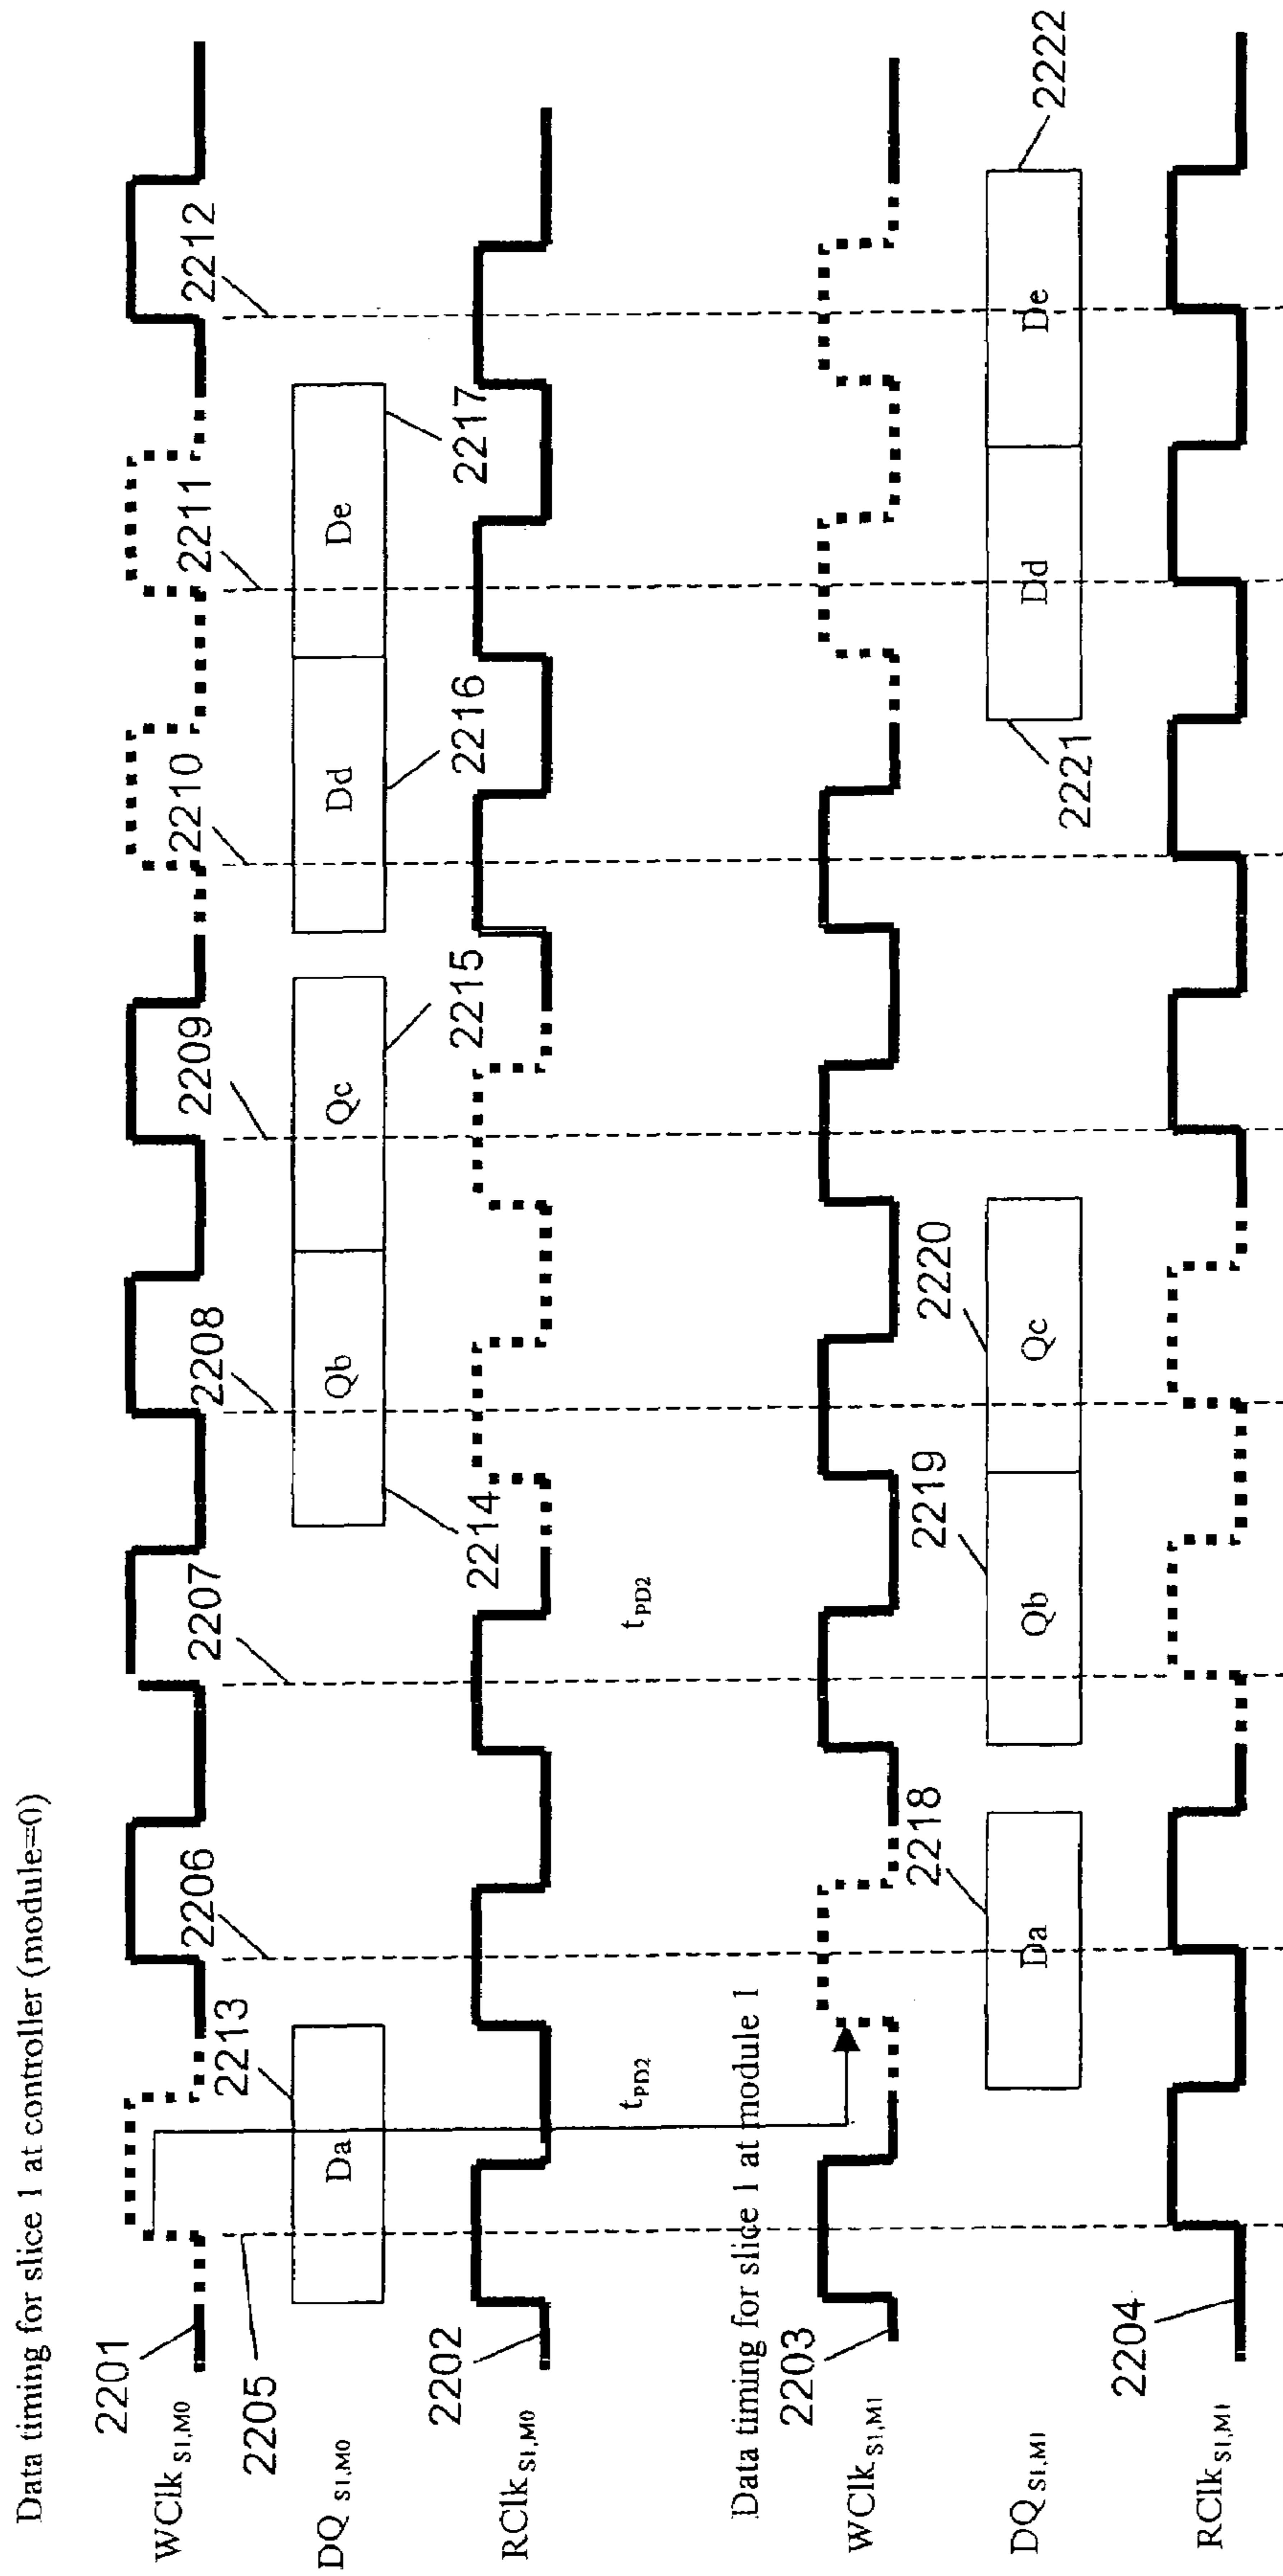 Data timing for slice 1 at controller (module=0)
2201
WClk S1,M0
2205
2213
2206
2207
2208
2209
2210
2211
2212
DQ S1,M0
Da
Qb
Qc
Dd
De
2214
2215
2216
2217
2202
RClk S1,M0
tPD2
tPD2
Data timing for slice 1 at module 1
2203
WClk S1,M1
2218
2219
2220
DQ S1,M1
Da
Qb
Qc
Dd
De
2221
2222
2204
RClk S1,M1